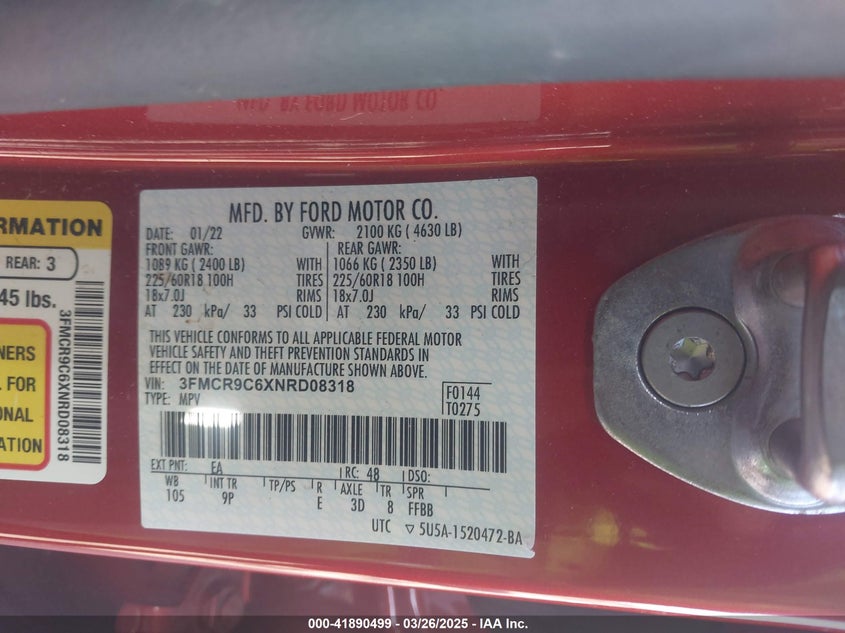 MFD. BY FORD MOTOR CO.
RMATION
REAR: 3
45 lbs.
NERS
L FOR
ONAL
ATION
3FMCR9C6XNRD08318
MFD. BY FORD MOTOR CO.
DATE: 01/22 GVWR: 2100 KG ( 4630 LB)
FRONT GAWR: REAR GAWR:
1089 KG ( 2400 LB) WITH 1066 KG ( 2350 LB) WITH
225/60R18 100H TIRES 225/60R18 100H TIRES
18x7.0J RIMS 18x7.0J RIMS
AT 230 kPa/ 33 PSI COLD AT 230 kPa/ 33 PSI COLD
THIS VEHICLE CONFORMS TO ALL APPLICABLE FEDERAL MOTOR
VEHICLE SAFETY AND THEFT PREVENTION STANDARDS IN
EFFECT ON THE DATE OF MANUFACTURE SHOWN ABOVE.
VIN: 3FMCR9C6XNRD08318
TYPE: MPV
F0144
T0275
EXT PNT: EA RC: 48 DSO:
WB INT TR TP/PS R AXLE TR SPR
105 9P E 3D 8 FFBB
UTC ▽ 5U5A-1520472-BA
000-41890499 — 03/26/2025 — IAA Inc.